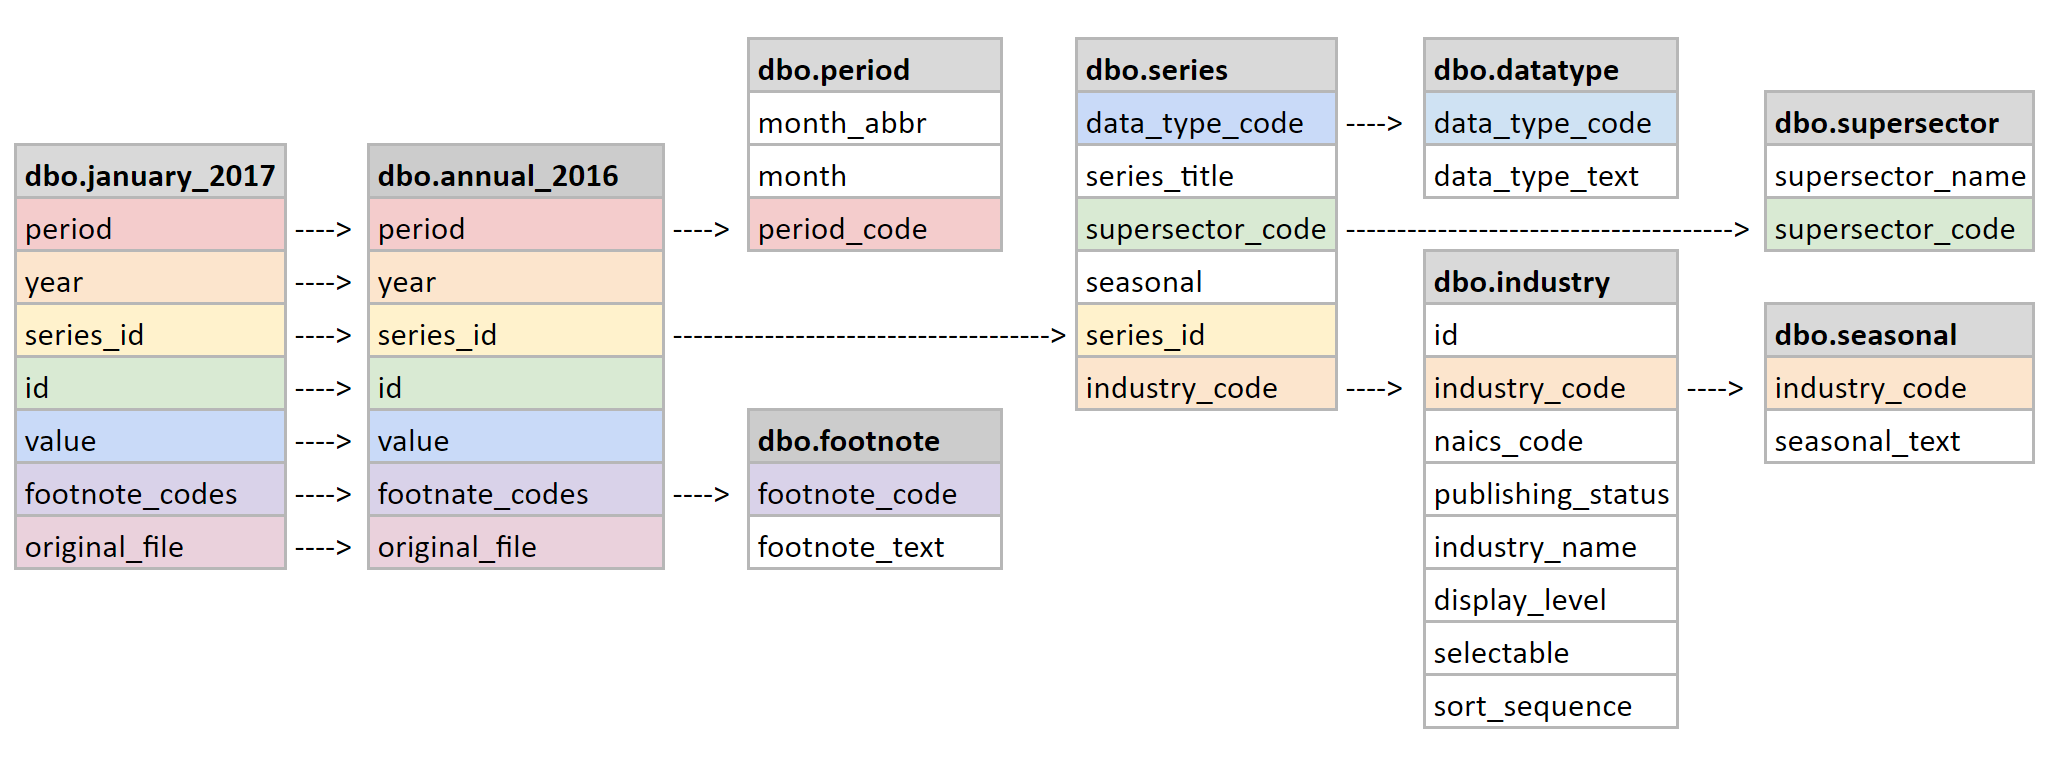 dbo.january_2017
period
year
series_id
id
value
footnote_codes
original_file
---->
---->
---->
---->
---->
---->
---->
dbo.annual_2016
period
year
series_id
id
value
footnate_codes
original_file
---->
------------------------------------->
---->
dbo.period
month_abbr
month
period_code
dbo.footnote
footnote_code
footnote_text
dbo.series
data_type_code
series_title
supersector_code
seasonal
series_id
industry_code
---->
------------------------------------->
---->
dbo.datatype
data_type_code
data_type_text
dbo.industry
id
industry_code
naics_code
publishing_status
industry_name
display_level
selectable
sort_sequence
---->
dbo.supersector
supersector_name
supersector_code
dbo.seasonal
industry_code
seasonal_text